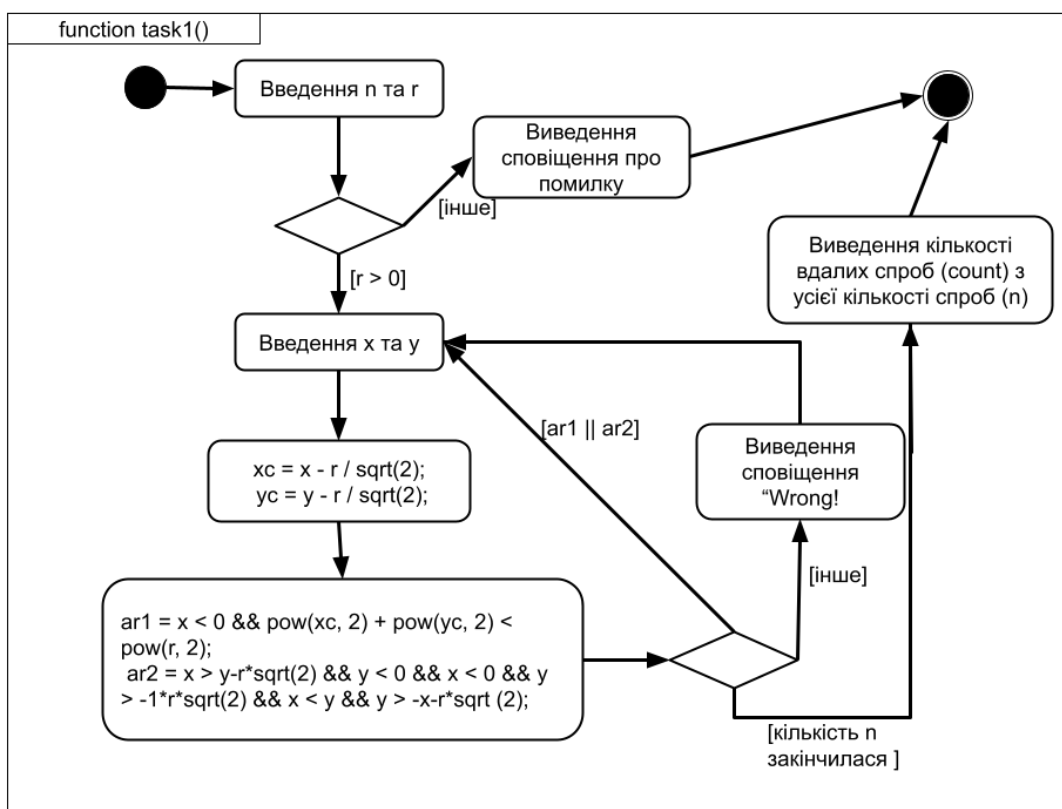 function task1()
Введення n та r
Виведення
сповіщення про
помилку
[інше]
[r > 0]
Виведення кількості
вдалих спроб (count) з
усієї кількості спроб (n)
Введення x та y
[ar1 || ar2]
Виведення
сповіщення
“Wrong!
xc = x - r / sqrt(2);
yc = y - r / sqrt(2);
[інше]
ar1 = x < 0 && pow(xc, 2) + pow(yc, 2) <
pow(r, 2);
ar2 = x > y-r*sqrt(2) && y < 0 && x < 0 && y
> -1*r*sqrt(2) && x < y && y > -x-r*sqrt (2);
[кількість n
закінчилася ]